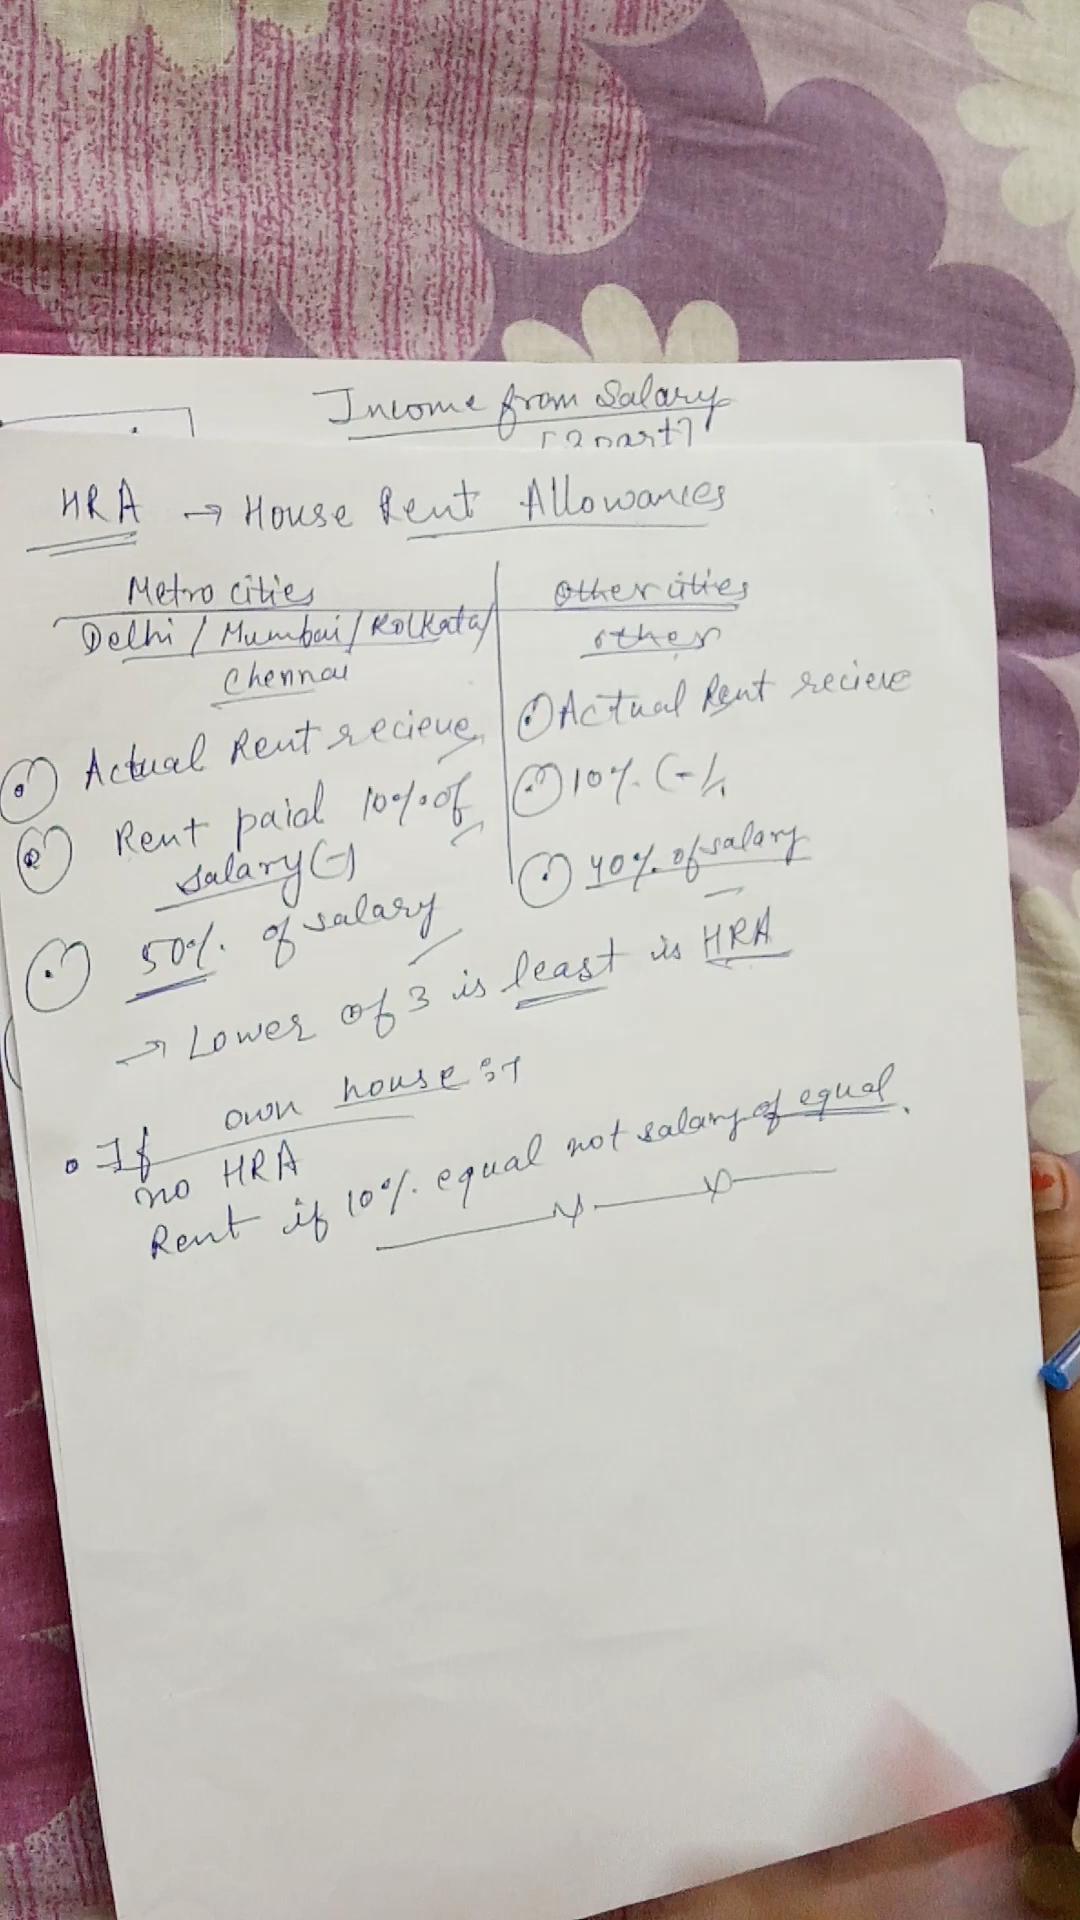 Income from Salary
[2 part]
HRA → House Rent Allowances
Metro cities
Delhi / Mumbai / Kolkata /
Chennai
Actual Rent recieve
Rent paid 10% of
salary (-)
50% of salary
Other cities
other
Actual Rent recieve
10% (-)
40% of salary
→ Lower of 3 is least is HRA
• If own house :-
no HRA
Rent if 10% equal not salary of equal.